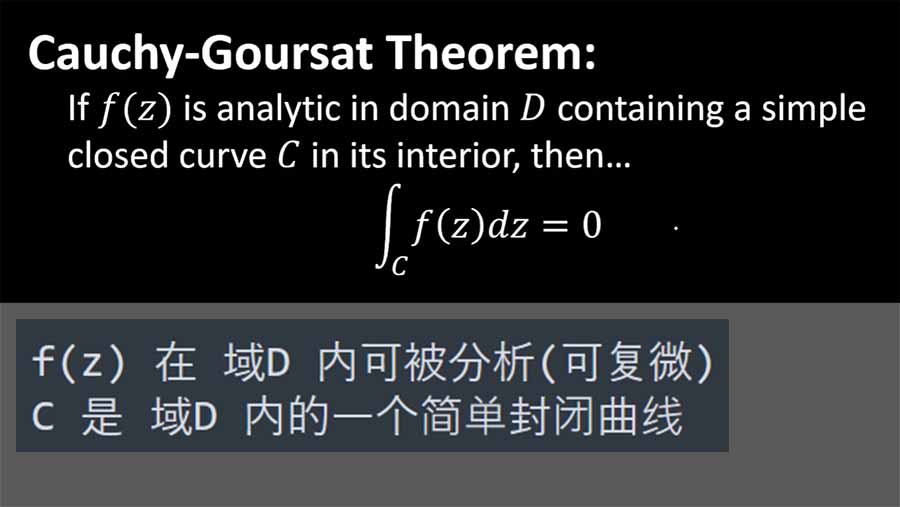 Cauchy-Goursat Theorem:
If f(z) is analytic in domain D containing a simple
closed curve C in its interior, then...
∫_C f(z)dz = 0
f(z) 在 域D 内可被分析(可复微)
C 是 域D 内的一个简单封闭曲线